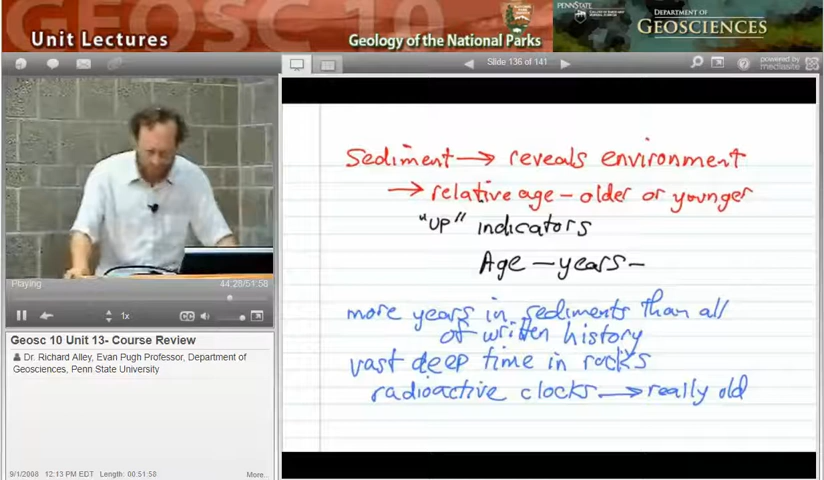 GEOSC 10
Unit Lectures
Geology of the National Parks
PENNSTATE
DEPARTMENT OF
GEOSCIENCES
Slide 136 of 141
powered by
mediasite
Sediment → reveals environment
→ relative age – older or younger
"UP" indicators
Age – years –
more years in sediments than all
of written history
vast deep time in rocks
radioactive clocks → really old
Playing
44:28/51:58
1x
CC
Geosc 10 Unit 13- Course Review
Dr. Richard Alley, Evan Pugh Professor, Department of
Geosciences, Penn State University
9/1/2008 12:13 PM EDT Length: 00:51:58
More...